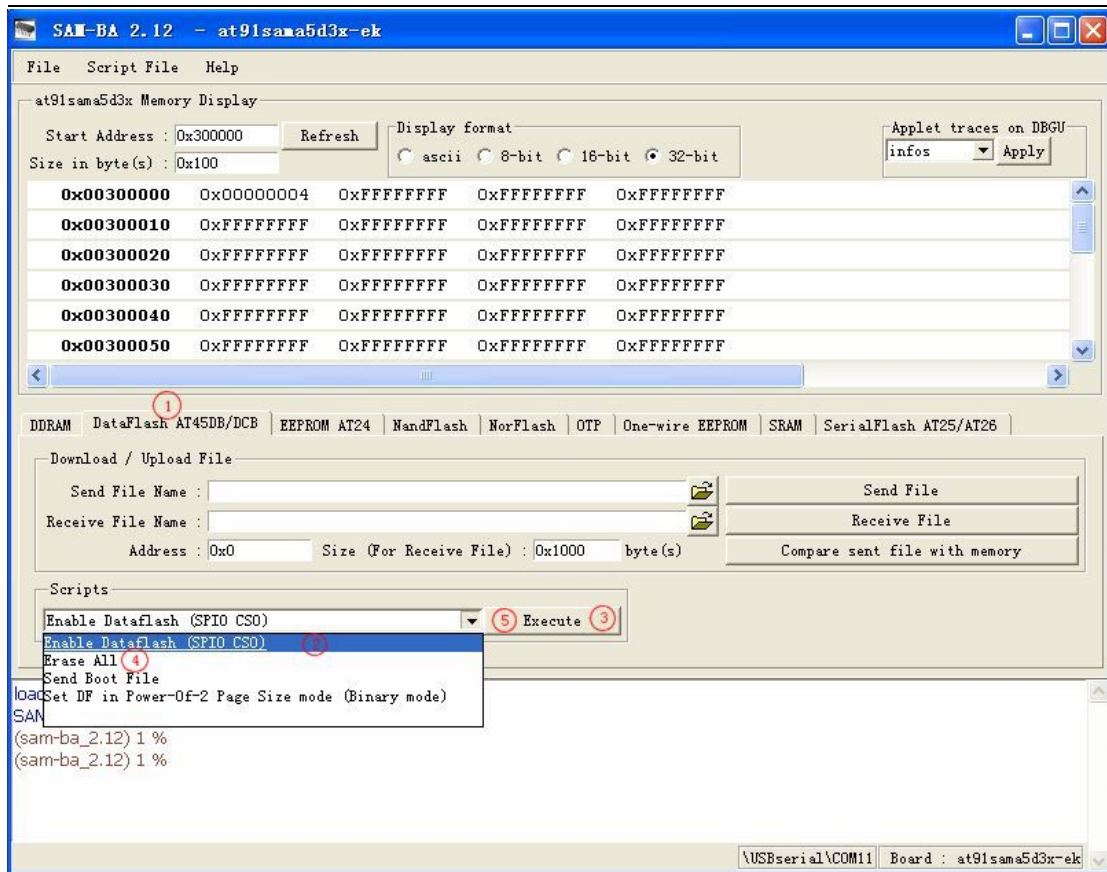 SAM-BA 2.12 - at91sama5d3x-ek
File Script File Help
at91sama5d3x Memory Display
Start Address : 0x300000 Refresh
Size in byte(s) : 0x100
Display format
ascii 8-bit 16-bit 32-bit
Applet traces on DBGU
infos Apply
0x00300000 0x00000004 0xFFFFFFFF 0xFFFFFFFF 0xFFFFFFFF
0x00300010 0xFFFFFFFF 0xFFFFFFFF 0xFFFFFFFF 0xFFFFFFFF
0x00300020 0xFFFFFFFF 0xFFFFFFFF 0xFFFFFFFF 0xFFFFFFFF
0x00300030 0xFFFFFFFF 0xFFFFFFFF 0xFFFFFFFF 0xFFFFFFFF
0x00300040 0xFFFFFFFF 0xFFFFFFFF 0xFFFFFFFF 0xFFFFFFFF
0x00300050 0xFFFFFFFF 0xFFFFFFFF 0xFFFFFFFF 0xFFFFFFFF
1
DDRAM DataFlash AT45DB/DCB EEPROM AT24 NandFlash NorFlash OTP One-wire EEPROM SRAM SerialFlash AT25/AT26
Download / Upload File
Send File Name : Send File
Receive File Name : Receive File
Address : 0x0 Size (For Receive File) : 0x1000 byte(s) Compare sent file with memory
Scripts
Enable Dataflash (SPI0 CS0) 5 Execute 3
Enable Dataflash (SPI0 CS0) 2
Erase All 4
Send Boot File
Set DF in Power-Of-2 Page Size mode (Binary mode)
(sam-ba_2.12) 1 %
(sam-ba_2.12) 1 %
\USBserial\COM11 Board : at91sama5d3x-ek